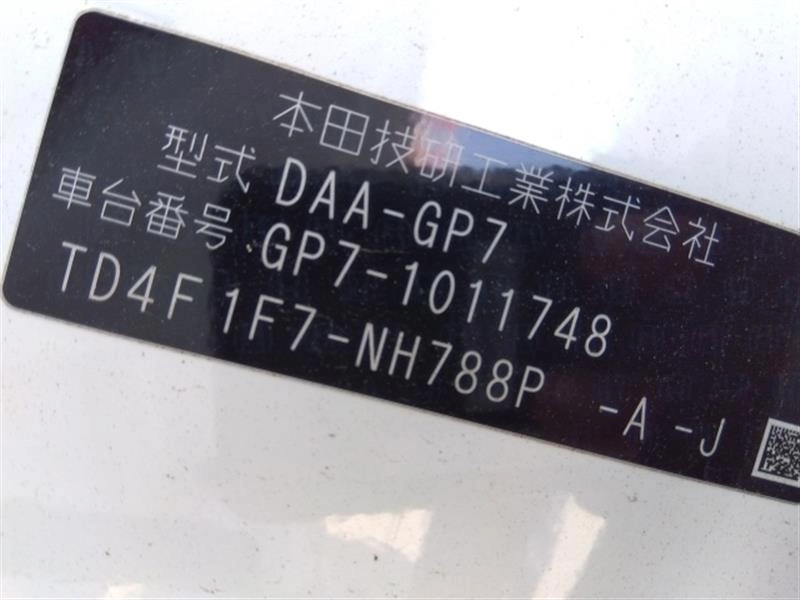 本田技研工業株式会社
型式 DAA-GP7
車台番号 GP7-1011748
TD4F 1F7-NH788P -A -J